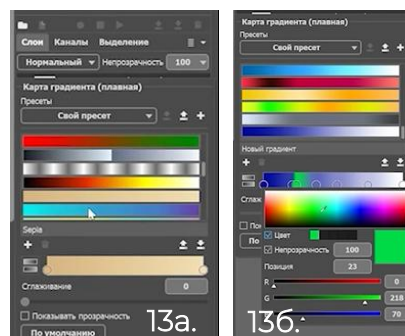 Слои Каналы Выделение
Нормальный Непрозрачность 100
Карта градиента (плавная)
Пресеты
Свой пресет
Sepia
Сглаживание 0
Показывать прозрачность
По умолчанию
13а.
Карта градиента (плавная)
Пресеты
Свой пресет
Новый градиент
Цвет
Непрозрачность 100
Позиция 23
R 0
G 218
70
13б.